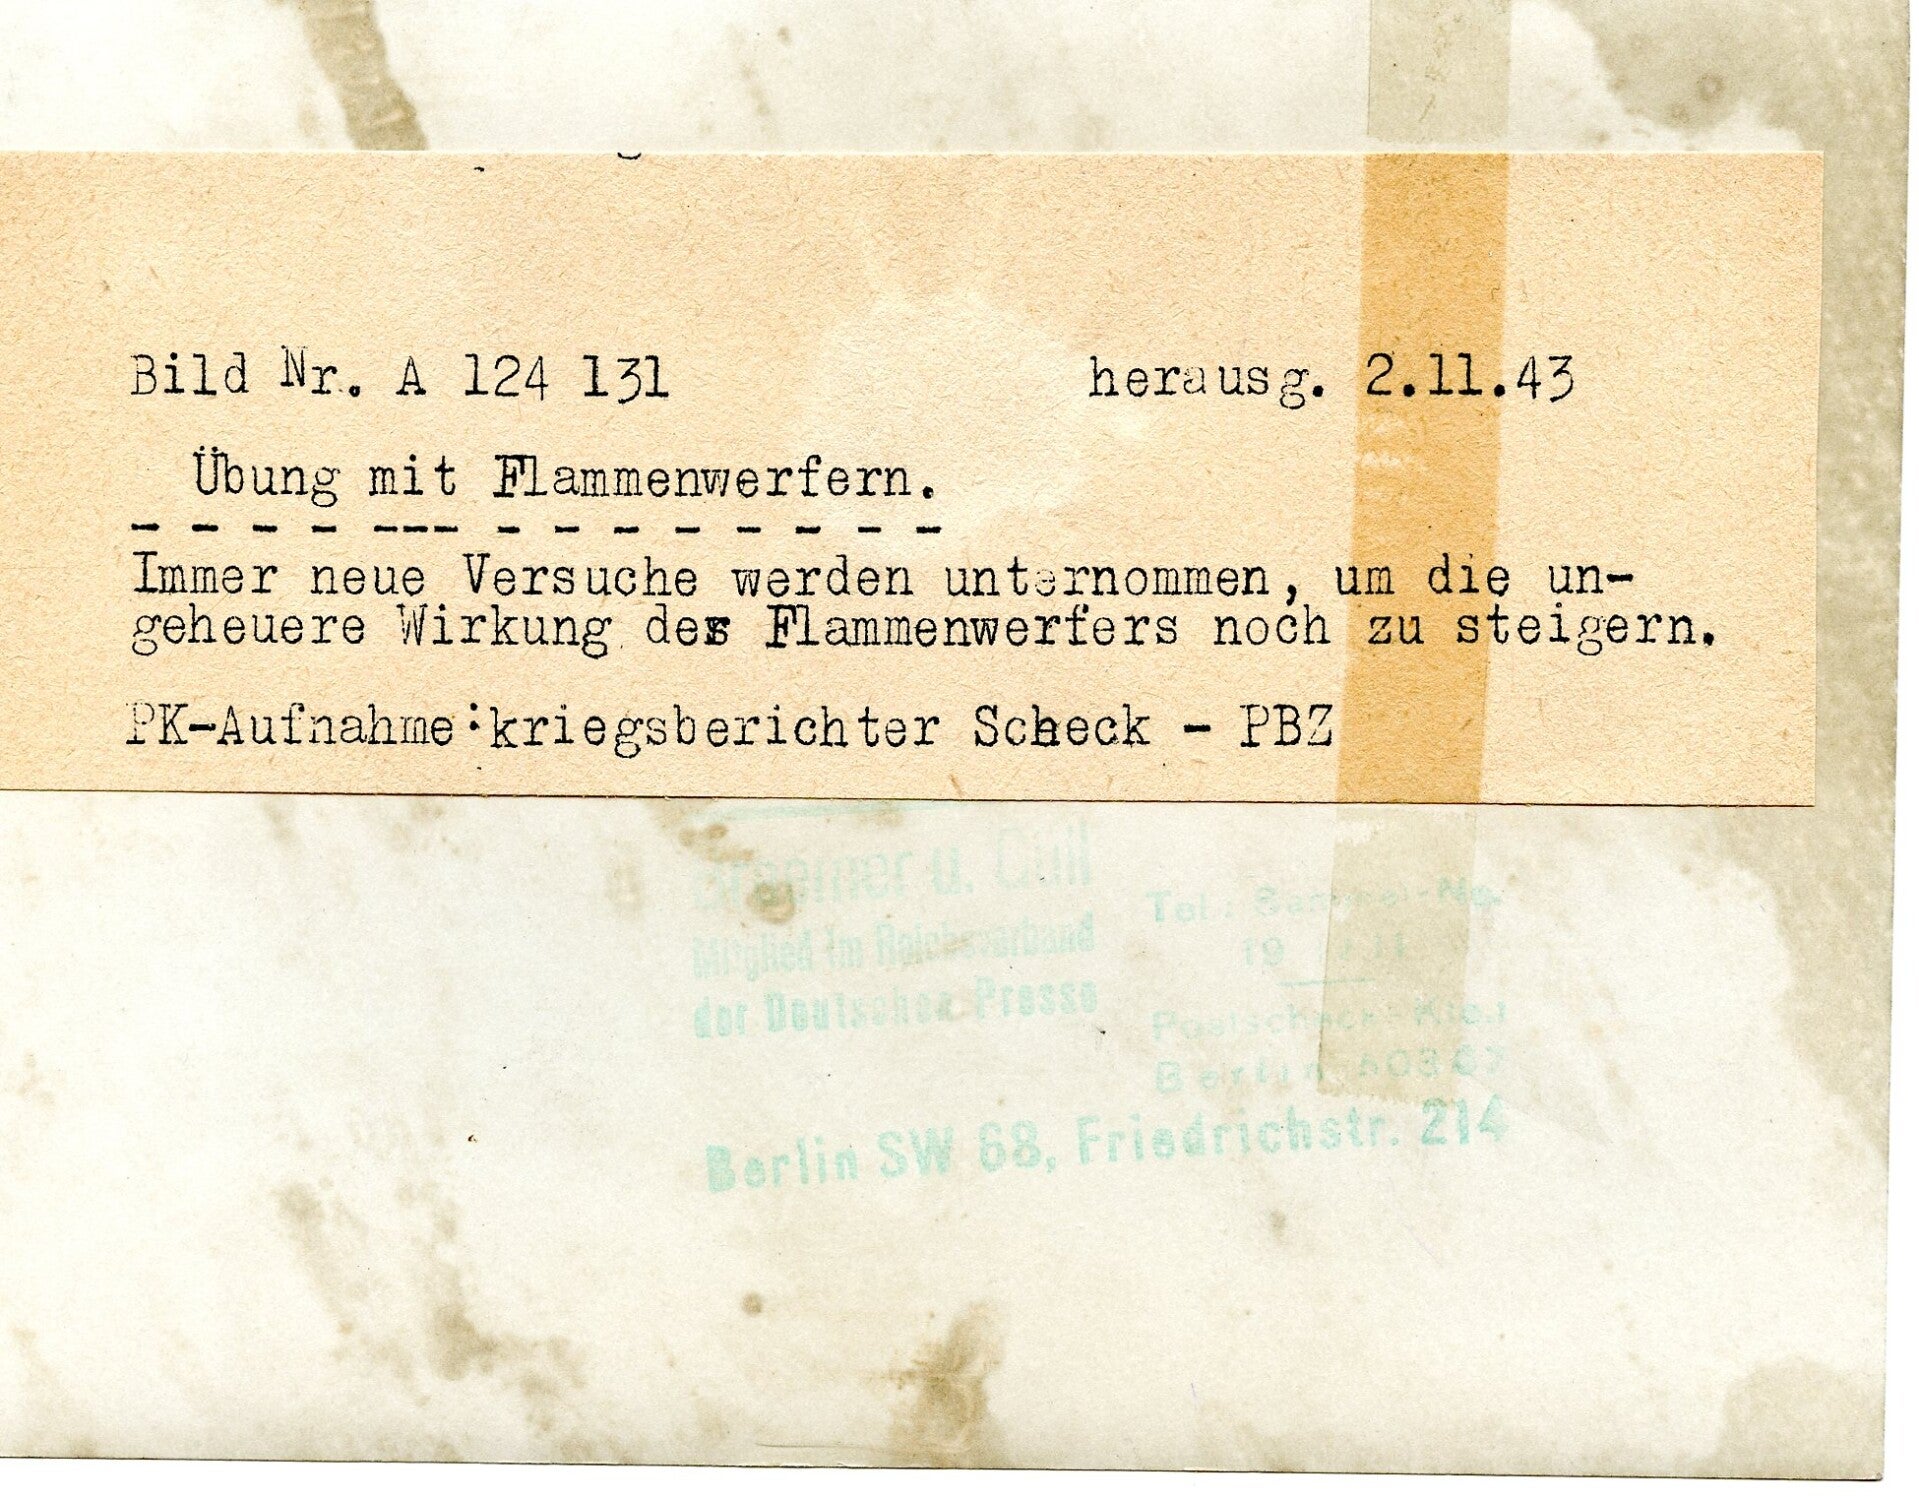 Bild Nr. A 124 131 herausg. 2.11.43
Übung mit Flammenwerfern.
Immer neue Versuche werden unternommen, um die un-
geheuere Wirkung des Flammenwerfers noch zu steigern.
PK-Aufnahme:kriegsberichter Scheck - PBZ
u.
Mitglied im Reichsverband
der Deutschen Presse
Tel.:
Berlin
Berlin SW 68, Friedrichstr. 214